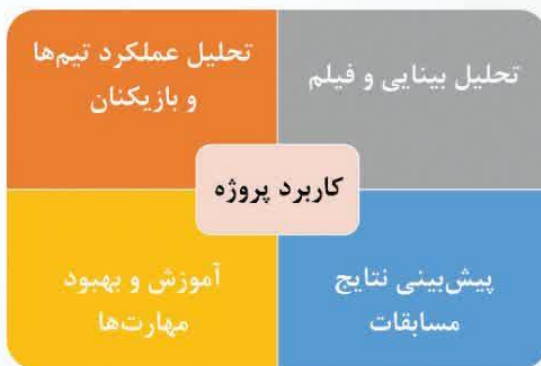 تحلیل بینایی و فیلم
تحلیل عملکرد تیم‌ها
و بازیکنان
کاربرد پروژه
پیش‌بینی نتایج
مسابقات
آموزش و بهبود
مهارت‌ها